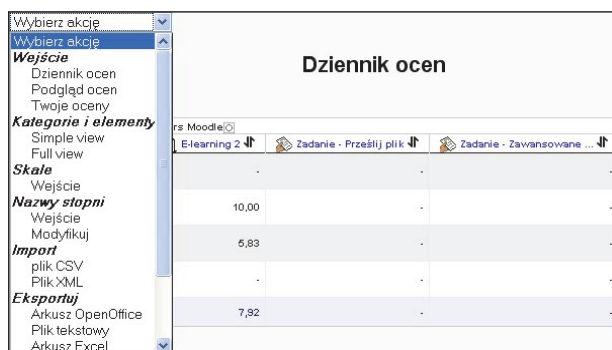 Wybierz akcję
Wybierz akcję
Wejście
Dziennik ocen
Podgląd ocen
Twoje oceny
Kategorie i elementy
Simple view
Full view
Skale
Wejście
Nazwy stopni
Wejście
Modyfikuj
Import
plik CSV
Plik XML
Eksportuj
Arkusz OpenOffice
Plik tekstowy
Arkusz Excel
Dziennik ocen
rs Moodle
E-learning 2 Zadanie - Prześlij plik Zadanie - Zawansowane ...
- - -
10,00 - -
5,83 - -
- - -
7,92 - -